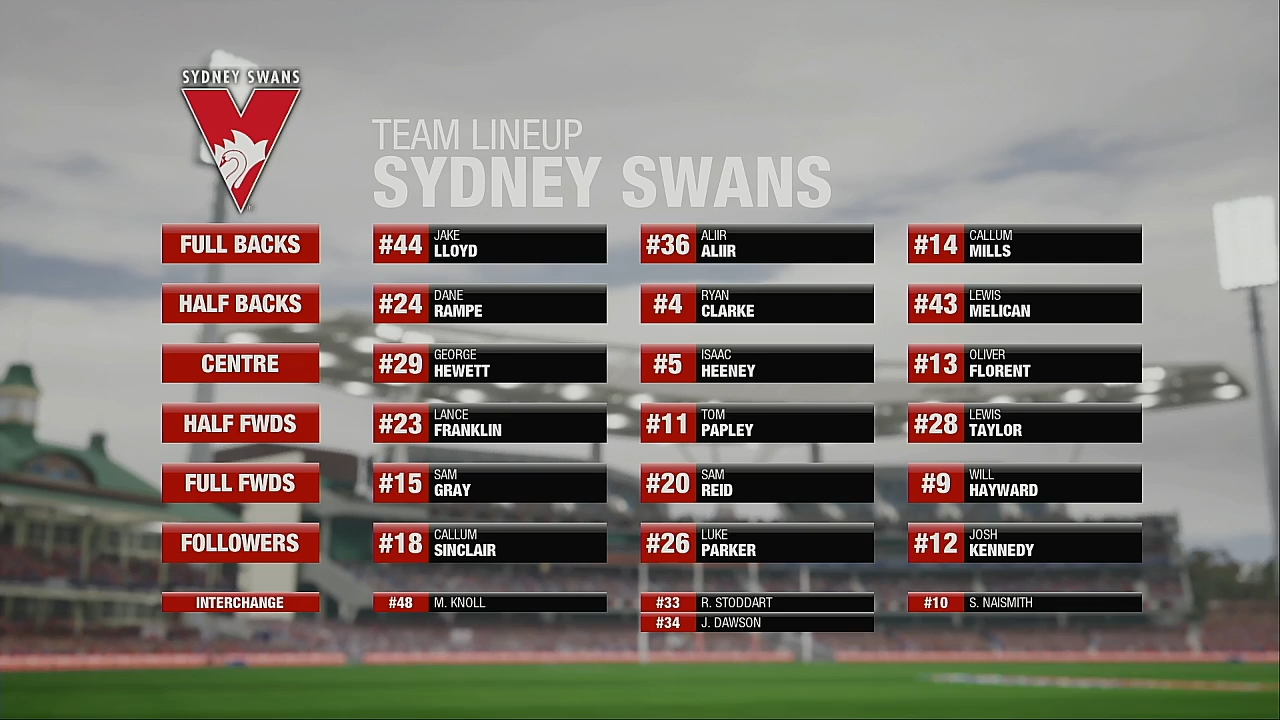 SYDNEY SWANS
TEAM LINEUP
SYDNEY SWANS
FULL BACKS
#44 JAKE LLOYD
#36 ALIIR ALIIR
#14 CALLUM MILLS
HALF BACKS
#24 DANE RAMPE
#4 RYAN CLARKE
#43 LEWIS MELICAN
CENTRE
#29 GEORGE HEWETT
#5 ISAAC HEENEY
#13 OLIVER FLORENT
HALF FWDS
#23 LANCE FRANKLIN
#11 TOM PAPLEY
#28 LEWIS TAYLOR
FULL FWDS
#15 SAM GRAY
#20 SAM REID
#9 WILL HAYWARD
FOLLOWERS
#18 CALLUM SINCLAIR
#26 LUKE PARKER
#12 JOSH KENNEDY
INTERCHANGE
#48 M. KNOLL
#33 R. STODDART
#10 S. NAISMITH
#34 J. DAWSON